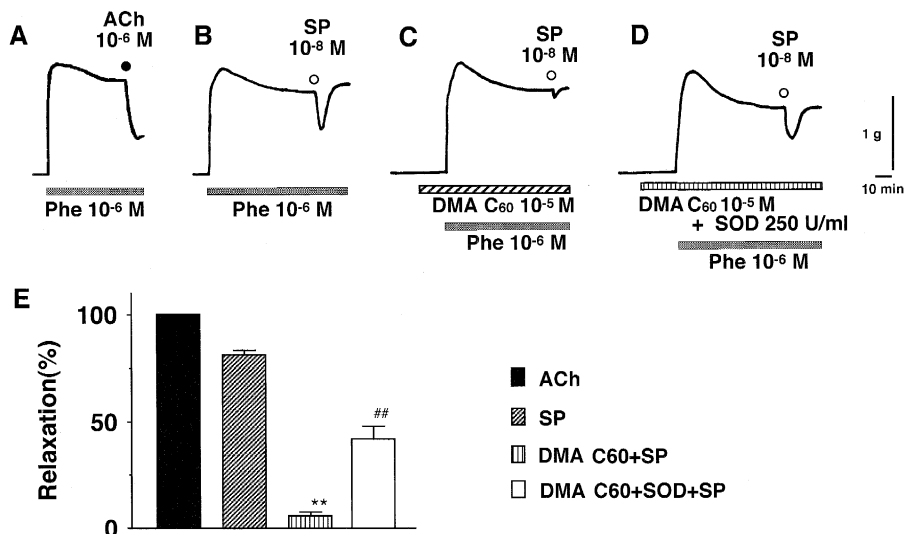 A
ACh
10-6 M
Phe 10-6 M
B
SP
10-8 M
Phe 10-6 M
C
SP
10-8 M
DMA C60 10-5 M
Phe 10-6 M
D
SP
10-8 M
DMA C60 10-5 M
+ SOD 250 U/ml
Phe 10-6 M
1 g
10 min
E
Relaxation(%)
100
50
0
**
##
ACh
SP
DMA C60+SP
DMA C60+SOD+SP